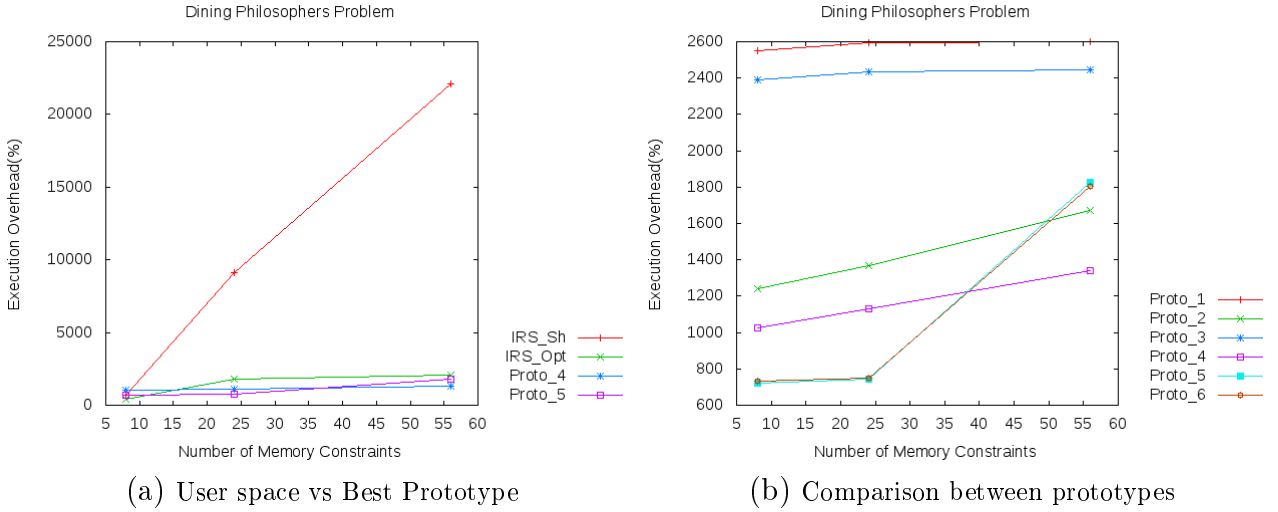 Dining Philosophers Problem
25000
20000
15000
10000
5000
0
Execution Overhead(%)
5 10 15 20 25 30 35 40 45 50 55 60
Number of Memory Constraints
IRS_Sh
IRS_Opt
Proto_4
Proto_5
(a) User space vs Best Prototype
Dining Philosophers Problem
2600
2400
2200
2000
1800
1600
1400
1200
1000
800
600
Execution Overhead(%)
5 10 15 20 25 30 35 40 45 50 55 60
Number of Memory Constraints
Proto_1
Proto_2
Proto_3
Proto_4
Proto_5
Proto_6
(b) Comparison between prototypes